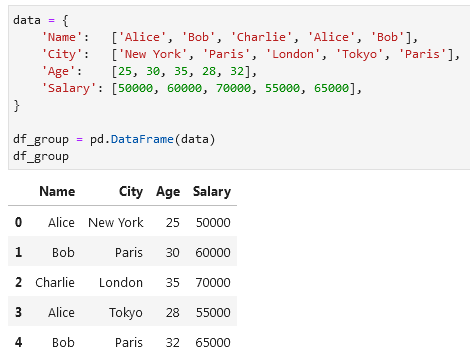 data = {
    'Name':   ['Alice', 'Bob', 'Charlie', 'Alice', 'Bob'],
    'City':   ['New York', 'Paris', 'London', 'Tokyo', 'Paris'],
    'Age':    [25, 30, 35, 28, 32],
    'Salary': [50000, 60000, 70000, 55000, 65000],
}
df_group = pd.DataFrame(data)
df_group
Name City Age Salary
0 Alice New York 25 50000
1 Bob Paris 30 60000
2 Charlie London 35 70000
3 Alice Tokyo 28 55000
4 Bob Paris 32 65000